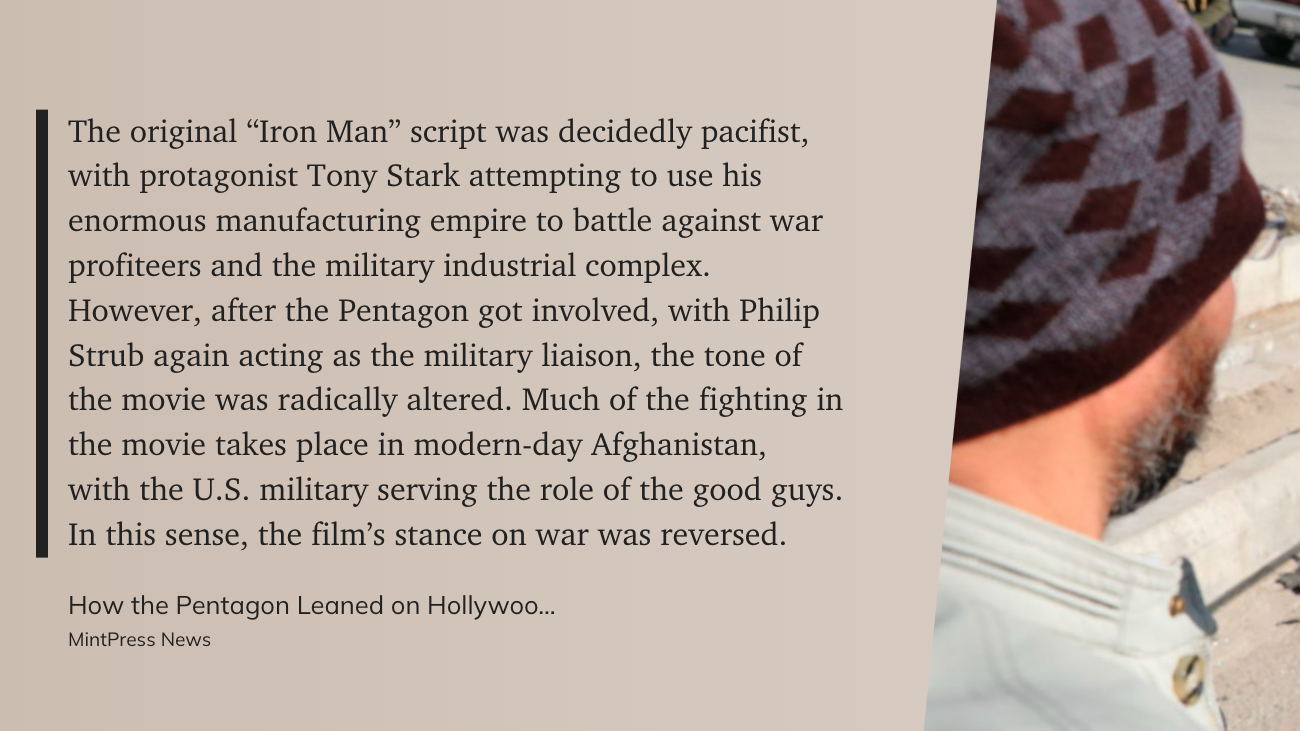 The original “Iron Man” script was decidedly pacifist,
with protagonist Tony Stark attempting to use his
enormous manufacturing empire to battle against war
profiteers and the military industrial complex.
However, after the Pentagon got involved, with Philip
Strub again acting as the military liaison, the tone of
the movie was radically altered. Much of the fighting in
the movie takes place in modern-day Afghanistan,
with the U.S. military serving the role of the good guys.
In this sense, the film’s stance on war was reversed.
How the Pentagon Leaned on Hollywoo...
MintPress News